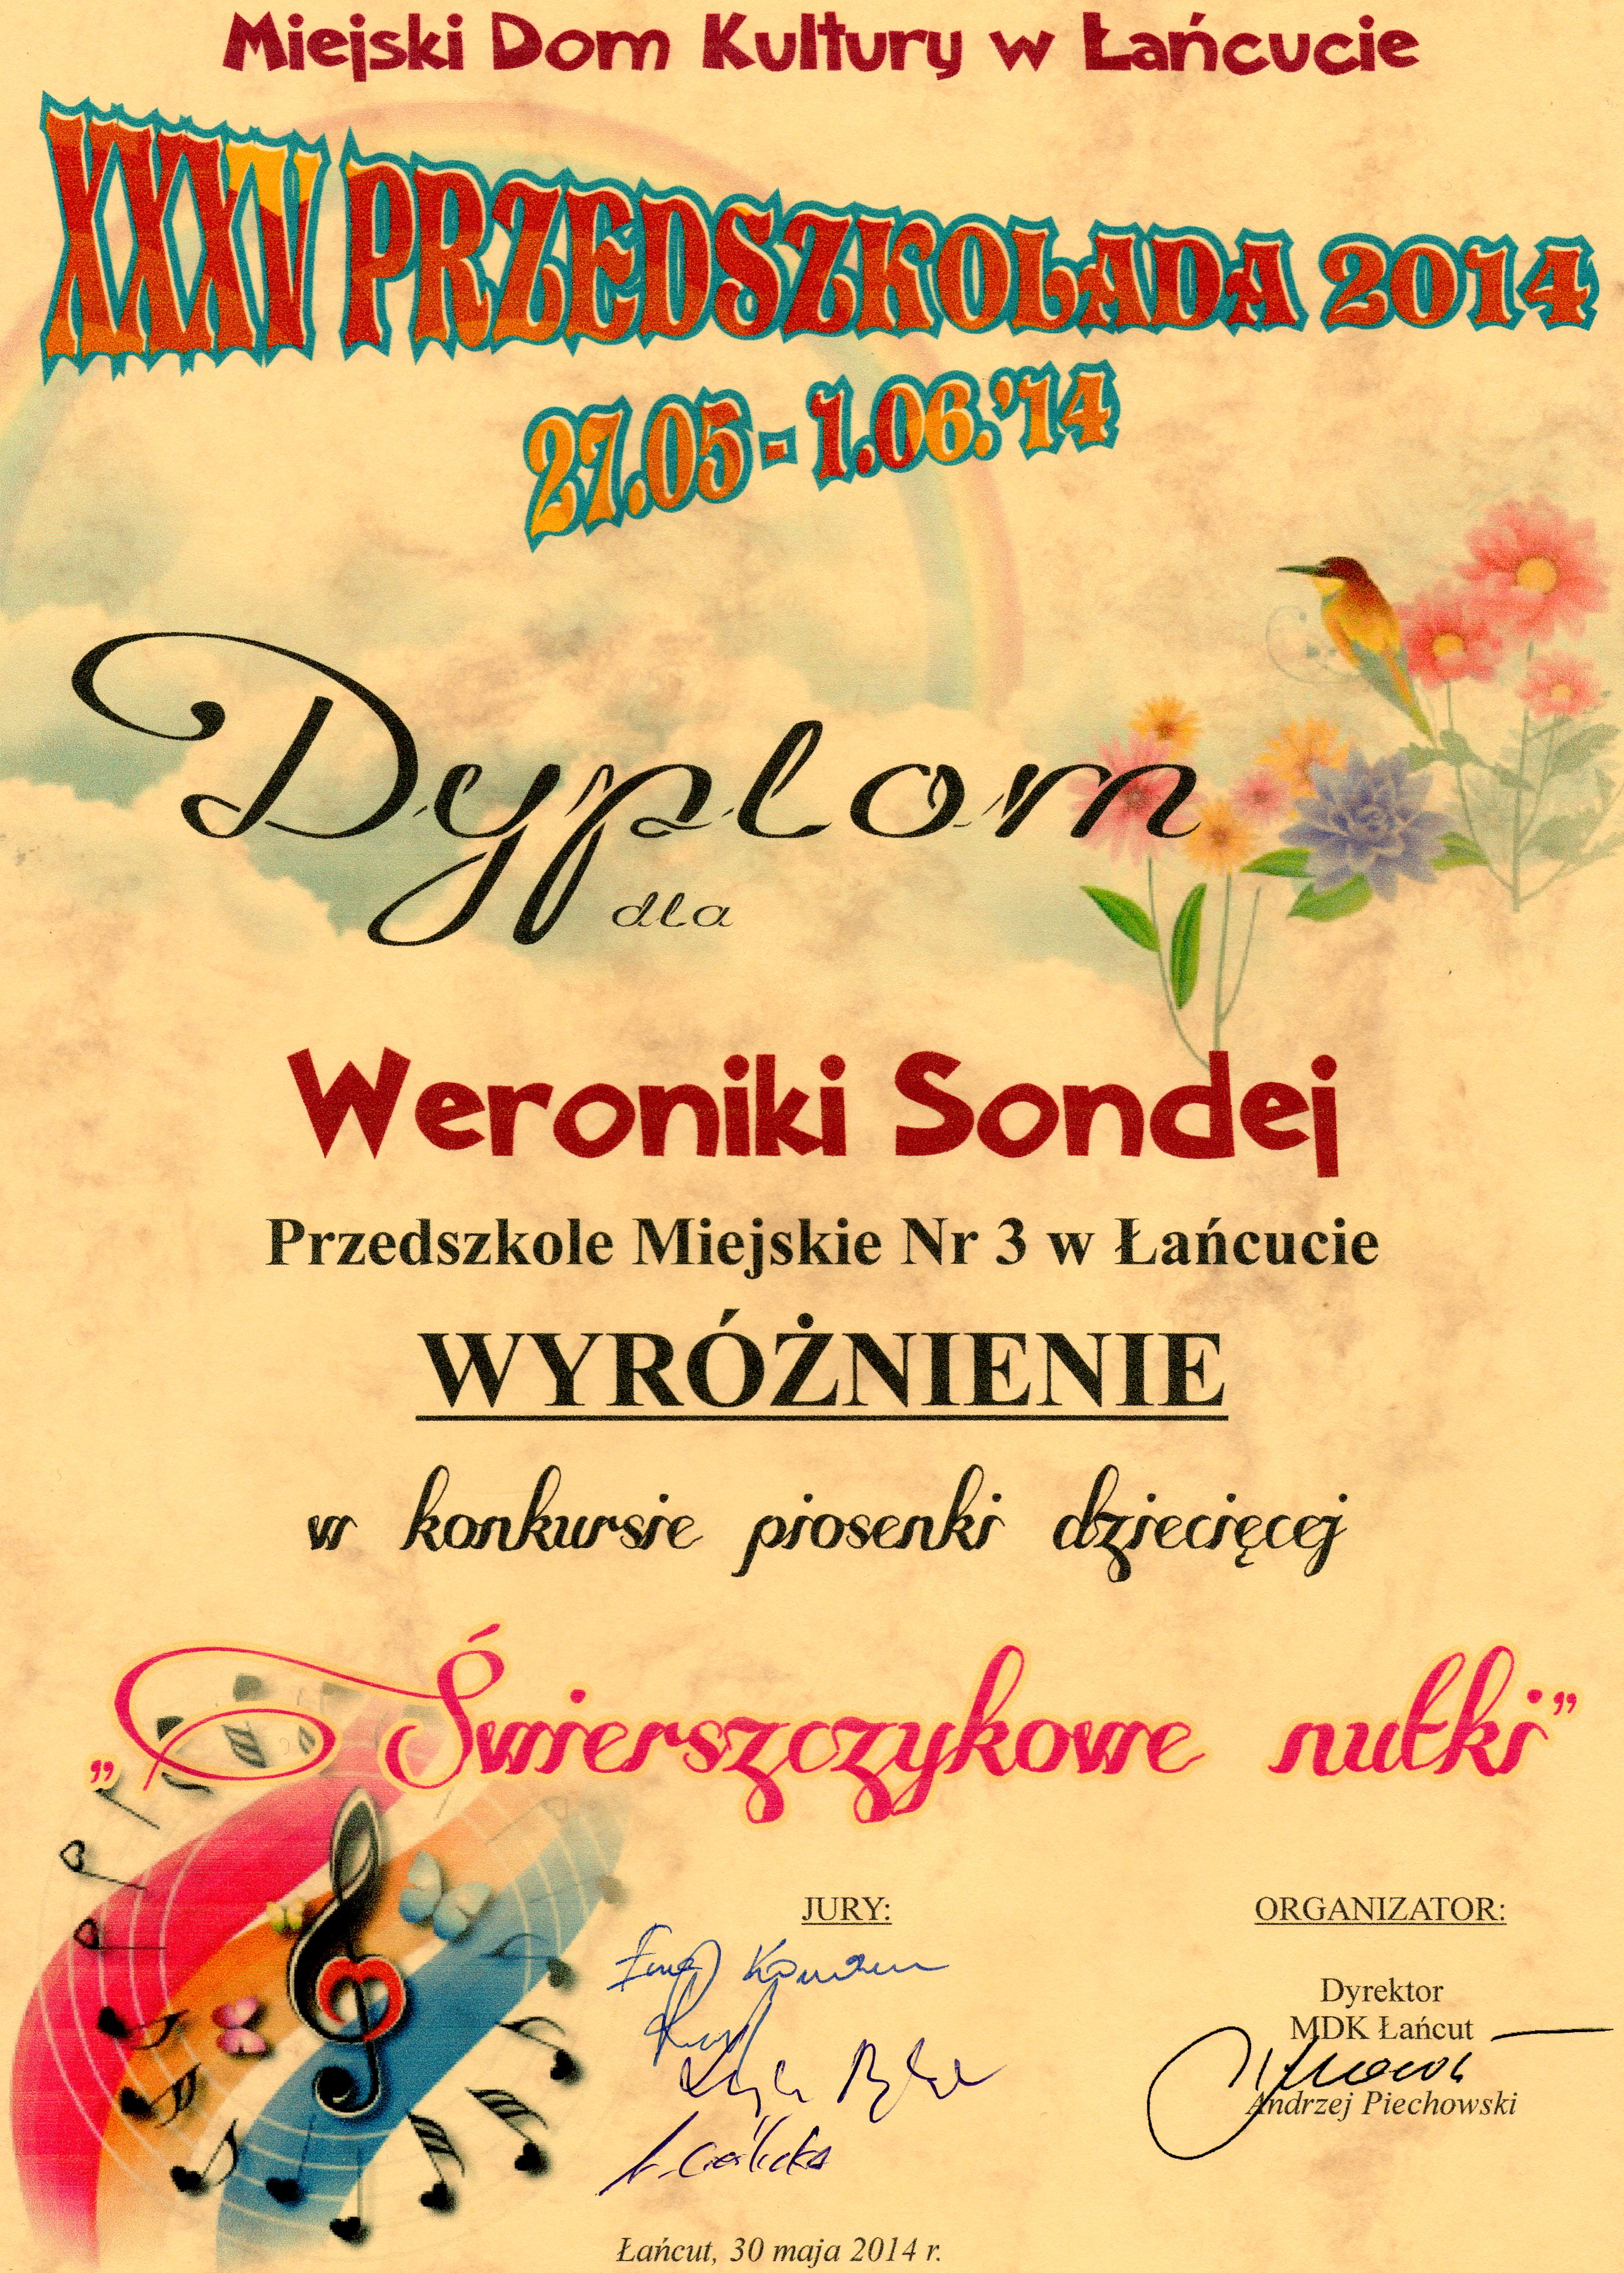 Miejski Dom Kultury w Łańcucie
XXXV PRZEDSZKOLADA 2014
27.05 - 1.06.'14
Dyplom
dla
Weroniki Sondej
Przedszkole Miejskie Nr 3 w Łańcucie
WYRÓŻNIENIE
w konkursie piosenki dziecięcej
„Świerszczykowe nutki”
JURY:
ORGANIZATOR:
Dyrektor
MDK Łańcut
Andrzej Piechowski
Łańcut, 30 maja 2014 r.